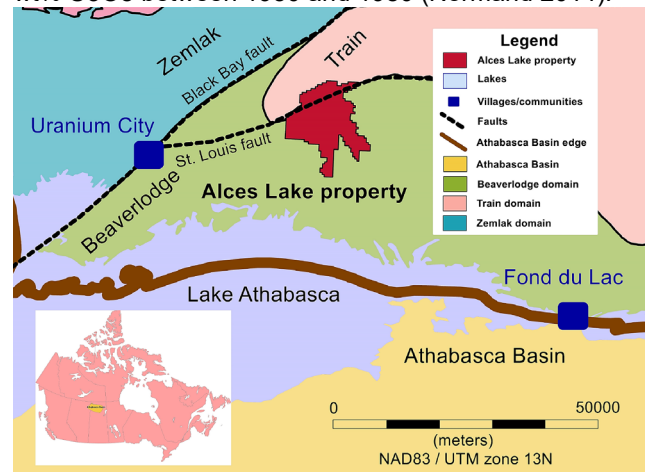 between and
Zemlak
Black Bay fault
Train
Uranium City
St. Louis fault
Beaverlodge
Alces Lake property
Legend
Alces Lake property
Lakes
Villages/communities
Faults
Athabasca Basin edge
Athabasca Basin
Beaverlodge domain
Train domain
Zemlak domain
Fond du Lac
Lake Athabasca
Athabasca Basin
0 50000
(meters)
NAD83 / UTM zone 13N